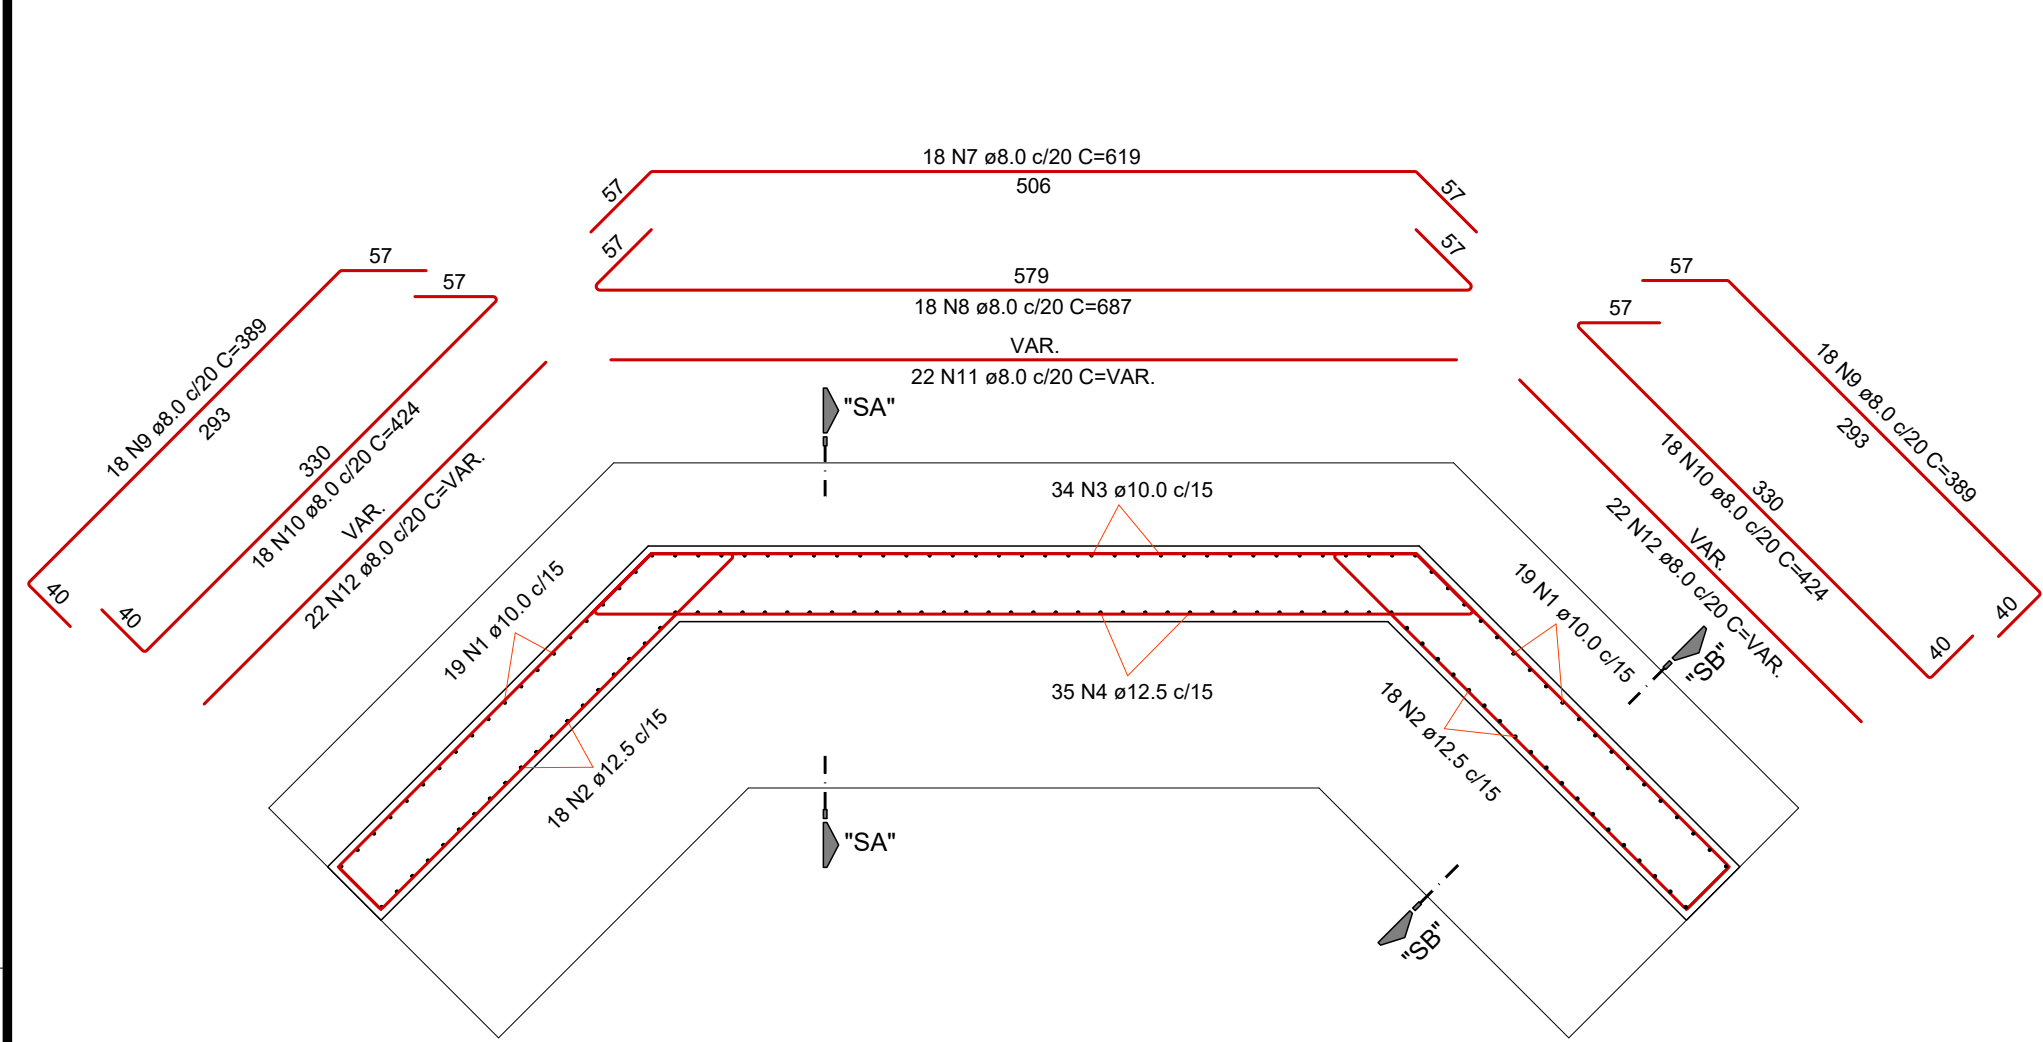 18 N7 ø8.0 c/20 C=619
506
57
57
57
57
579
18 N8 ø8.0 c/20 C=687
VAR.
22 N11 ø8.0 c/20 C=VAR.
57
18 N9 ø8.0 c/20 C=389
293
40
57
330
18 N10 ø8.0 c/20 C=424
40
VAR.
22 N12 ø8.0 c/20 C=VAR.
57
18 N9 ø8.0 c/20 C=389
293
40
57
330
18 N10 ø8.0 c/20 C=424
40
VAR.
22 N12 ø8.0 c/20 C=VAR.
"SA"
34 N3 ø10.0 c/15
19 N1 ø10.0 c/15
19 N1 ø10.0 c/15
"SB"
35 N4 ø12.5 c/15
18 N2 ø12.5 c/15
18 N2 ø12.5 c/15
"SA"
"SB"